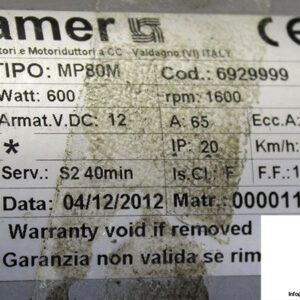 amer CE
tori e Motoriduttori a CC Valdagno (VI) ITALY
TIPO: MP80M Cod.: 6929999
Watt: 600 rpm: 1600
Armat.V.DC: 12 A: 65 Ecc.A
* IP: 20 Km/h:
Serv.: S2 40min Is.Cl.: F F.F.: 1
Data: 04/12/2012 Matr.: 000011
Warranty void if removed
Garanzia non valida se rim